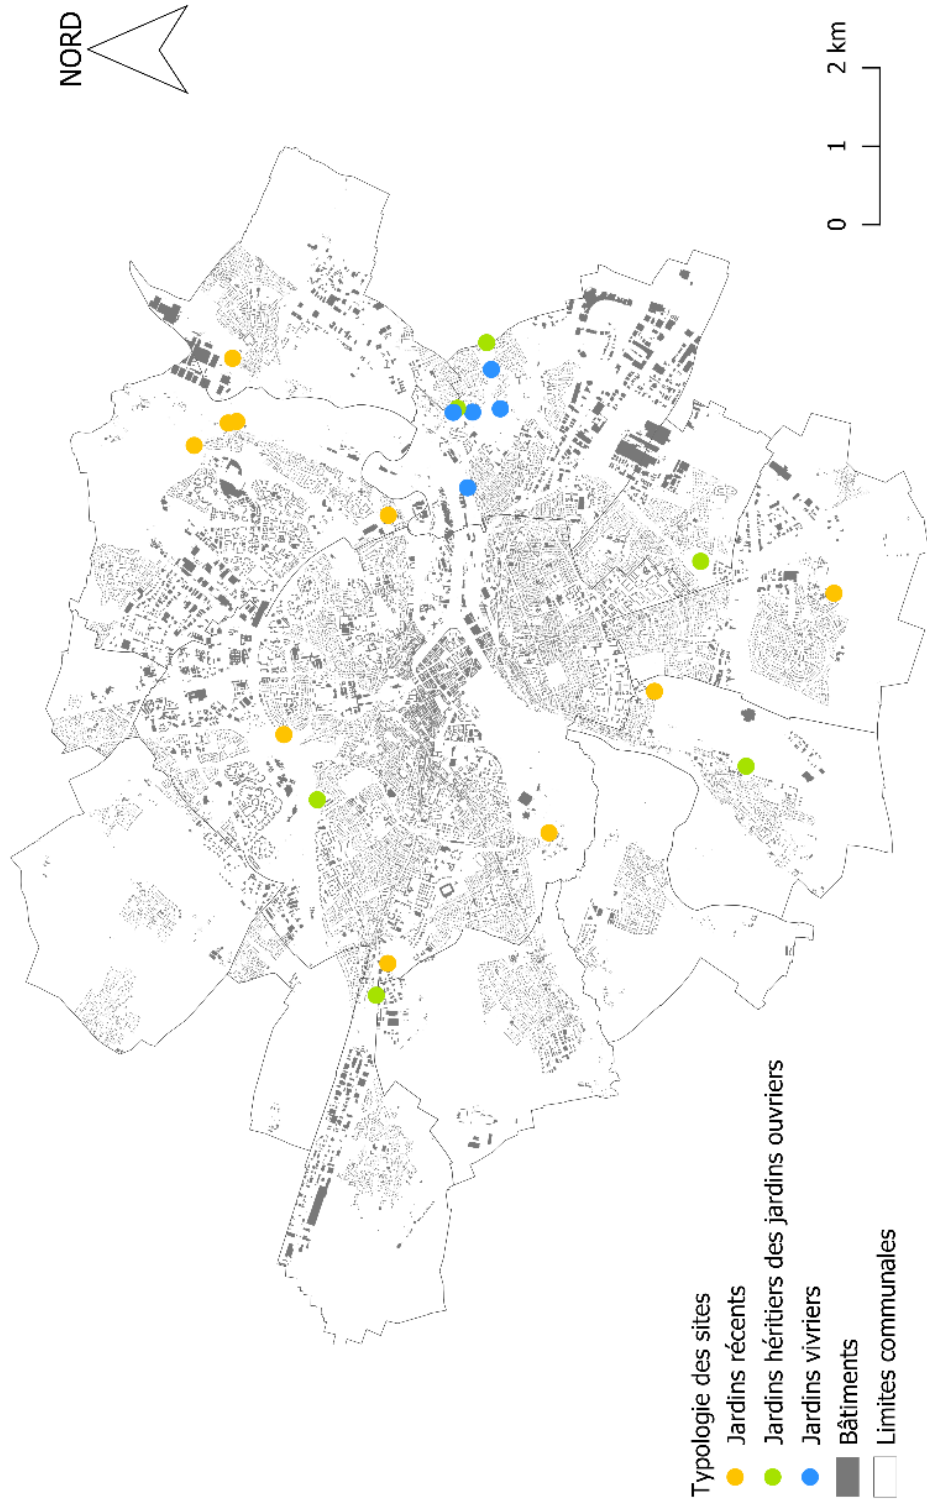 NORD
0 1 2 km
Typologie des sites
Jardins récents
Jardins héritiers des jardins ouvriers
Jardins vivriers
Bâtiments
Limites communales